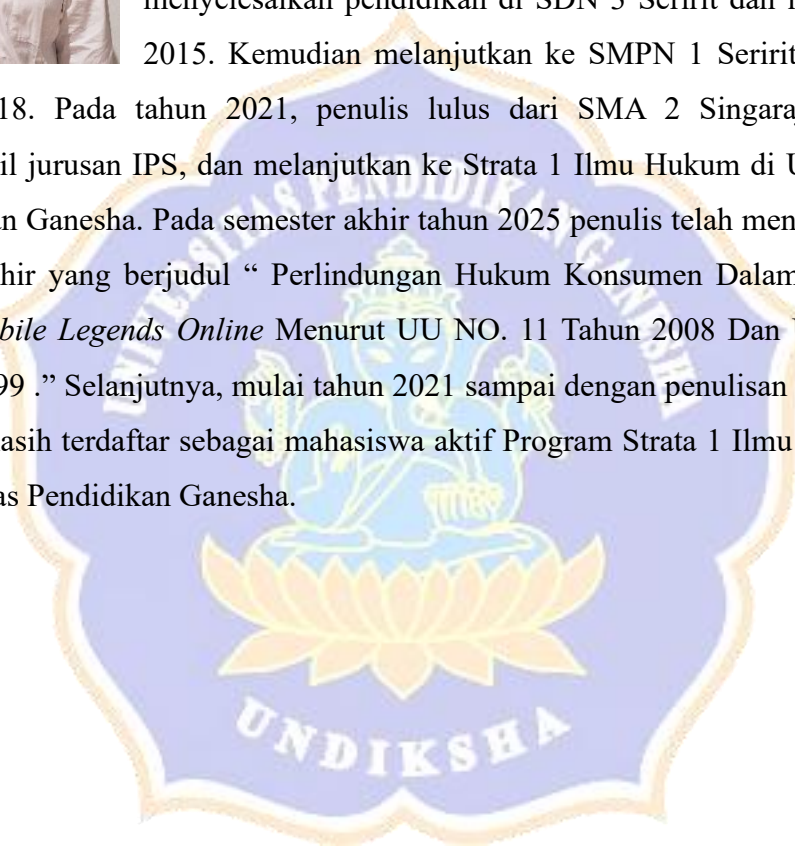 menyelesaikan pendidikan di SDN 3 Seririt dan
2015. Kemudian melanjutkan ke SMPN 1 Seririt
18. Pada tahun 2021, penulis lulus dari SMA 2 Singara
il jurusan IPS, dan melanjutkan ke Strata 1 Ilmu Hukum di U
n Ganesha. Pada semester akhir tahun 2025 penulis telah men
hir yang berjudul “ Perlindungan Hukum Konsumen Dalam
bile Legends Online Menurut UU NO. 11 Tahun 2008 Dan
99 .” Selanjutnya, mulai tahun 2021 sampai dengan penulisan
asih terdaftar sebagai mahasiswa aktif Program Strata 1 Ilmu
as Pendidikan Ganesha.
UNIVERSITAS PENDIDIKAN GANESHA
UNDIKSHA